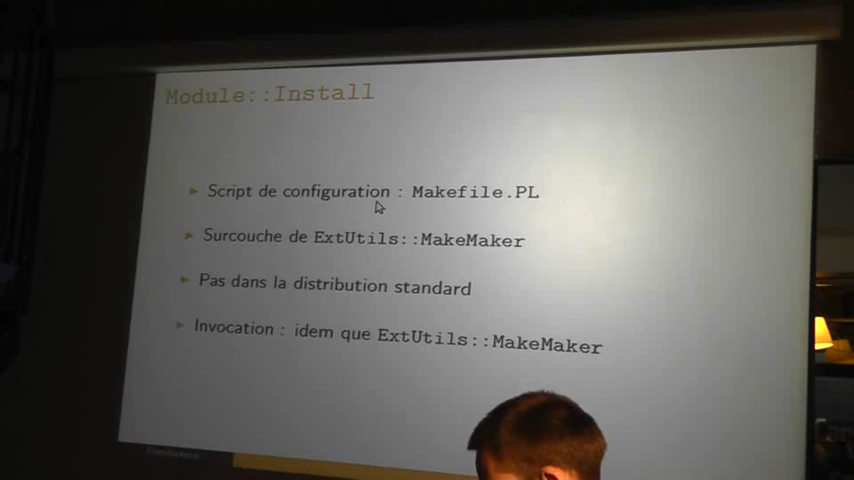 Module::Install
Script de configuration : Makefile.PL
Surcouche de ExtUtils::MakeMaker
Pas dans la distribution standard
Invocation : idem que ExtUtils::MakeMaker